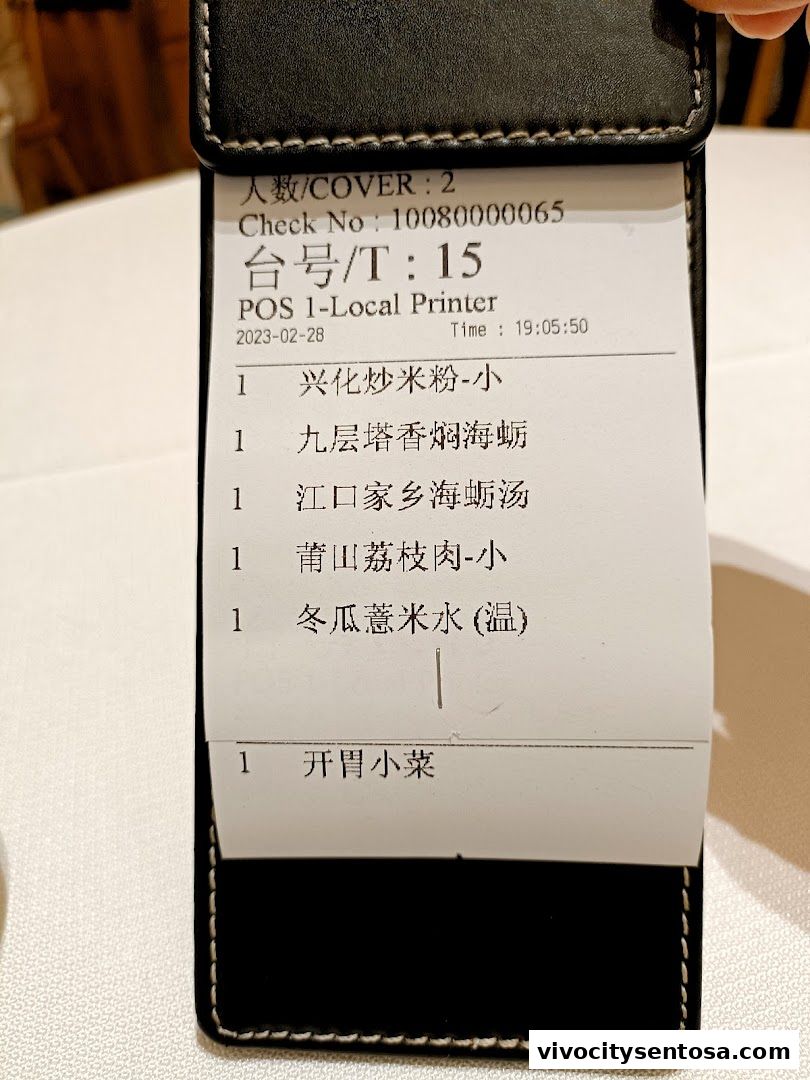 人数/COVER : 2
Check No : 10080000065
台号/T : 15
POS 1-Local Printer
2023-02-28 Time : 19:05:50
1 兴化炒米粉-小
1 九层塔香焖海蛎
1 江口家乡海蛎汤
1 莆田荔枝肉-小
1 冬瓜薏米水 (温)
1 开胃小菜
vivocitysentosa.com